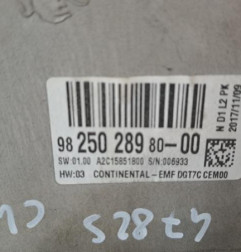 98 250 289 80-00
SW:01.00 A2C15851800 S/N:006933
HW:03 CONTINENTAL-EMF DGT7C CEM00
N D1 L2 PK
2017/11/09